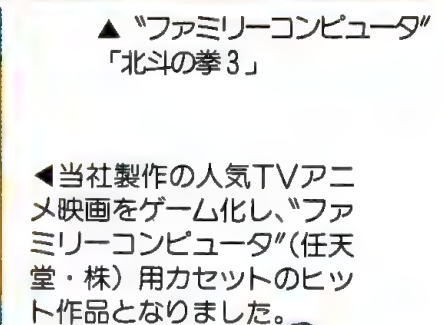 ▲〝ファミリーコンピュータ〟
「北斗の拳3」
◀当社製作の人気TVアニ
メ映画をゲーム化し、〝ファ
ミリーコンピュータ〟(任天
堂・株）用カセットのヒッ
ト作品となりました。